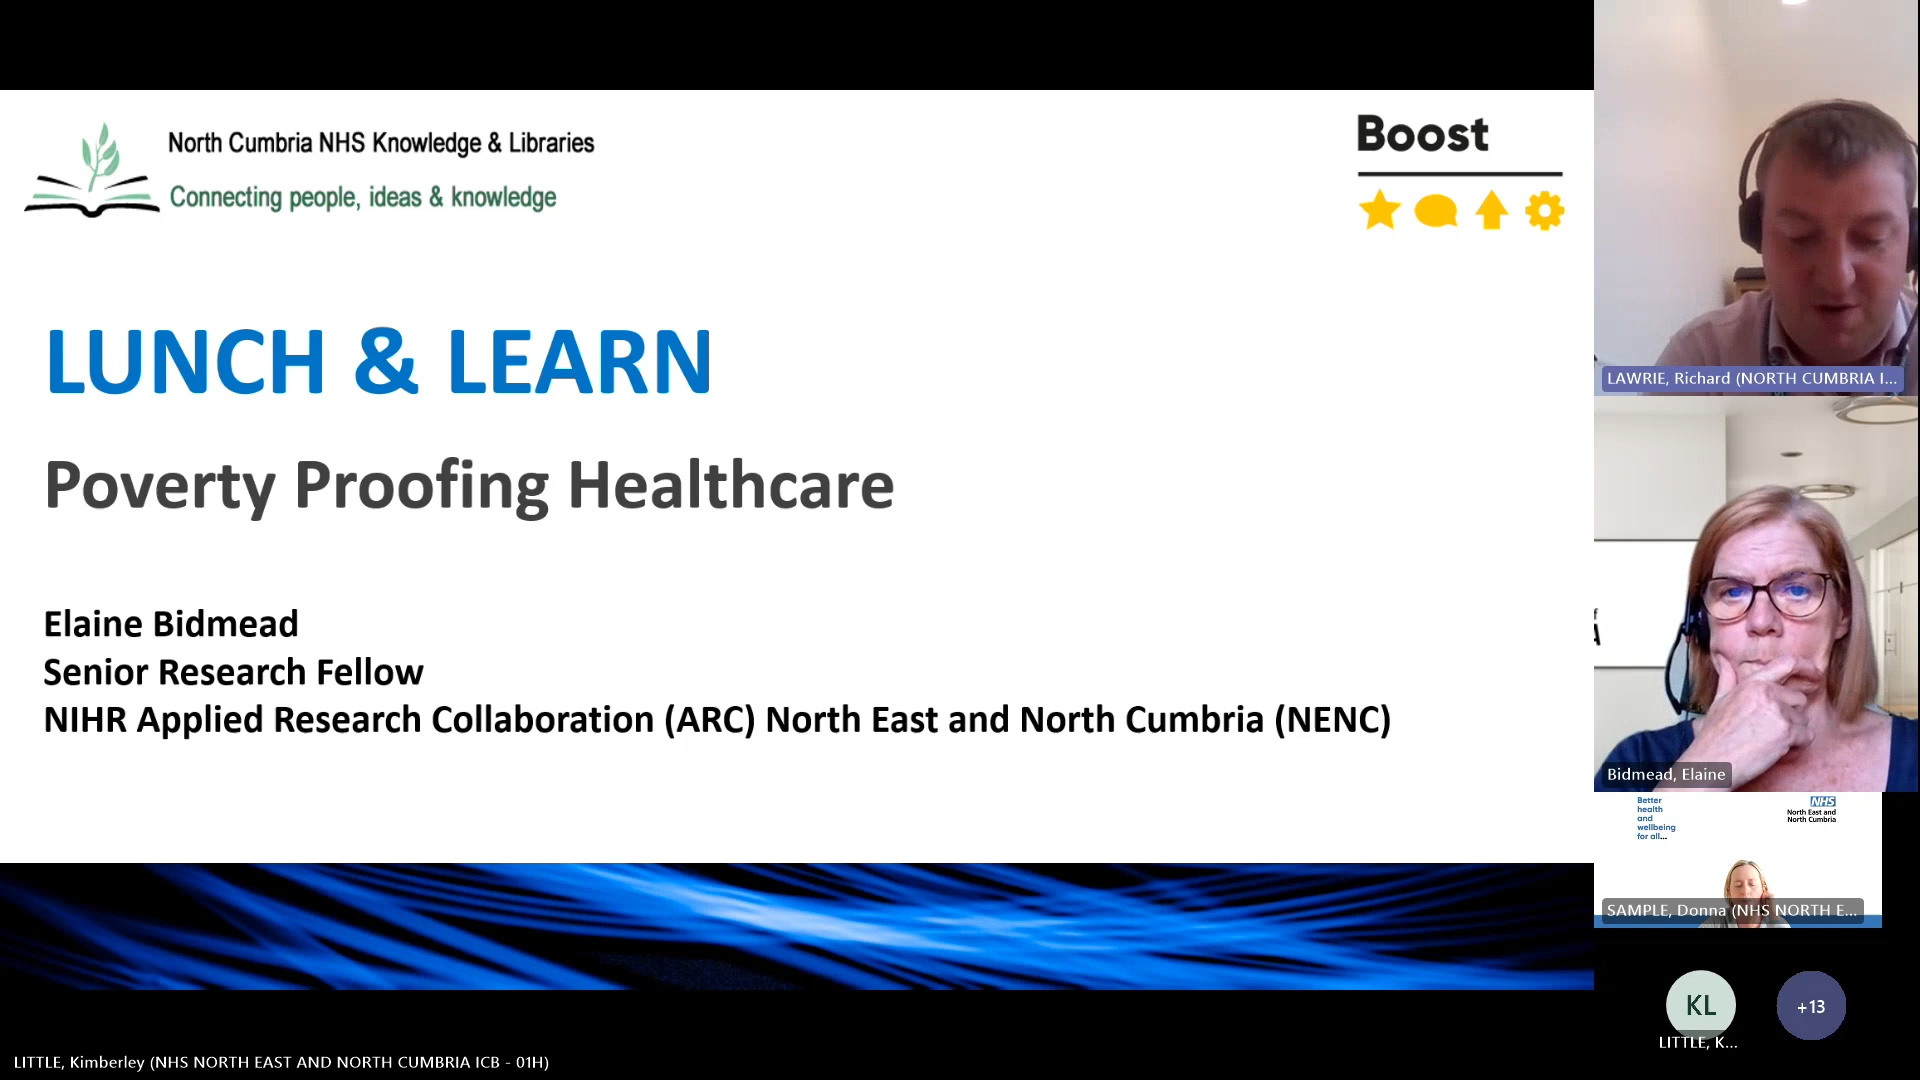 North Cumbria NHS Knowledge & Libraries
Connecting people, ideas & knowledge
Boost
LUNCH & LEARN
Poverty Proofing Healthcare
Elaine Bidmead
Senior Research Fellow
NIHR Applied Research Collaboration (ARC) North East and North Cumbria (NENC)
LITTLE, Kimberley (NHS NORTH EAST AND NORTH CUMBRIA ICB - 01H)
LAWRIE, Richard (NORTH CUMBRIA I...
Bidmead, Elaine
Better
health
and
wellbeing
for all...
NHS
North East and
North Cumbria
SAMPLE, Donna (NHS NORTH E...
KL
+13
LITTLE, K...